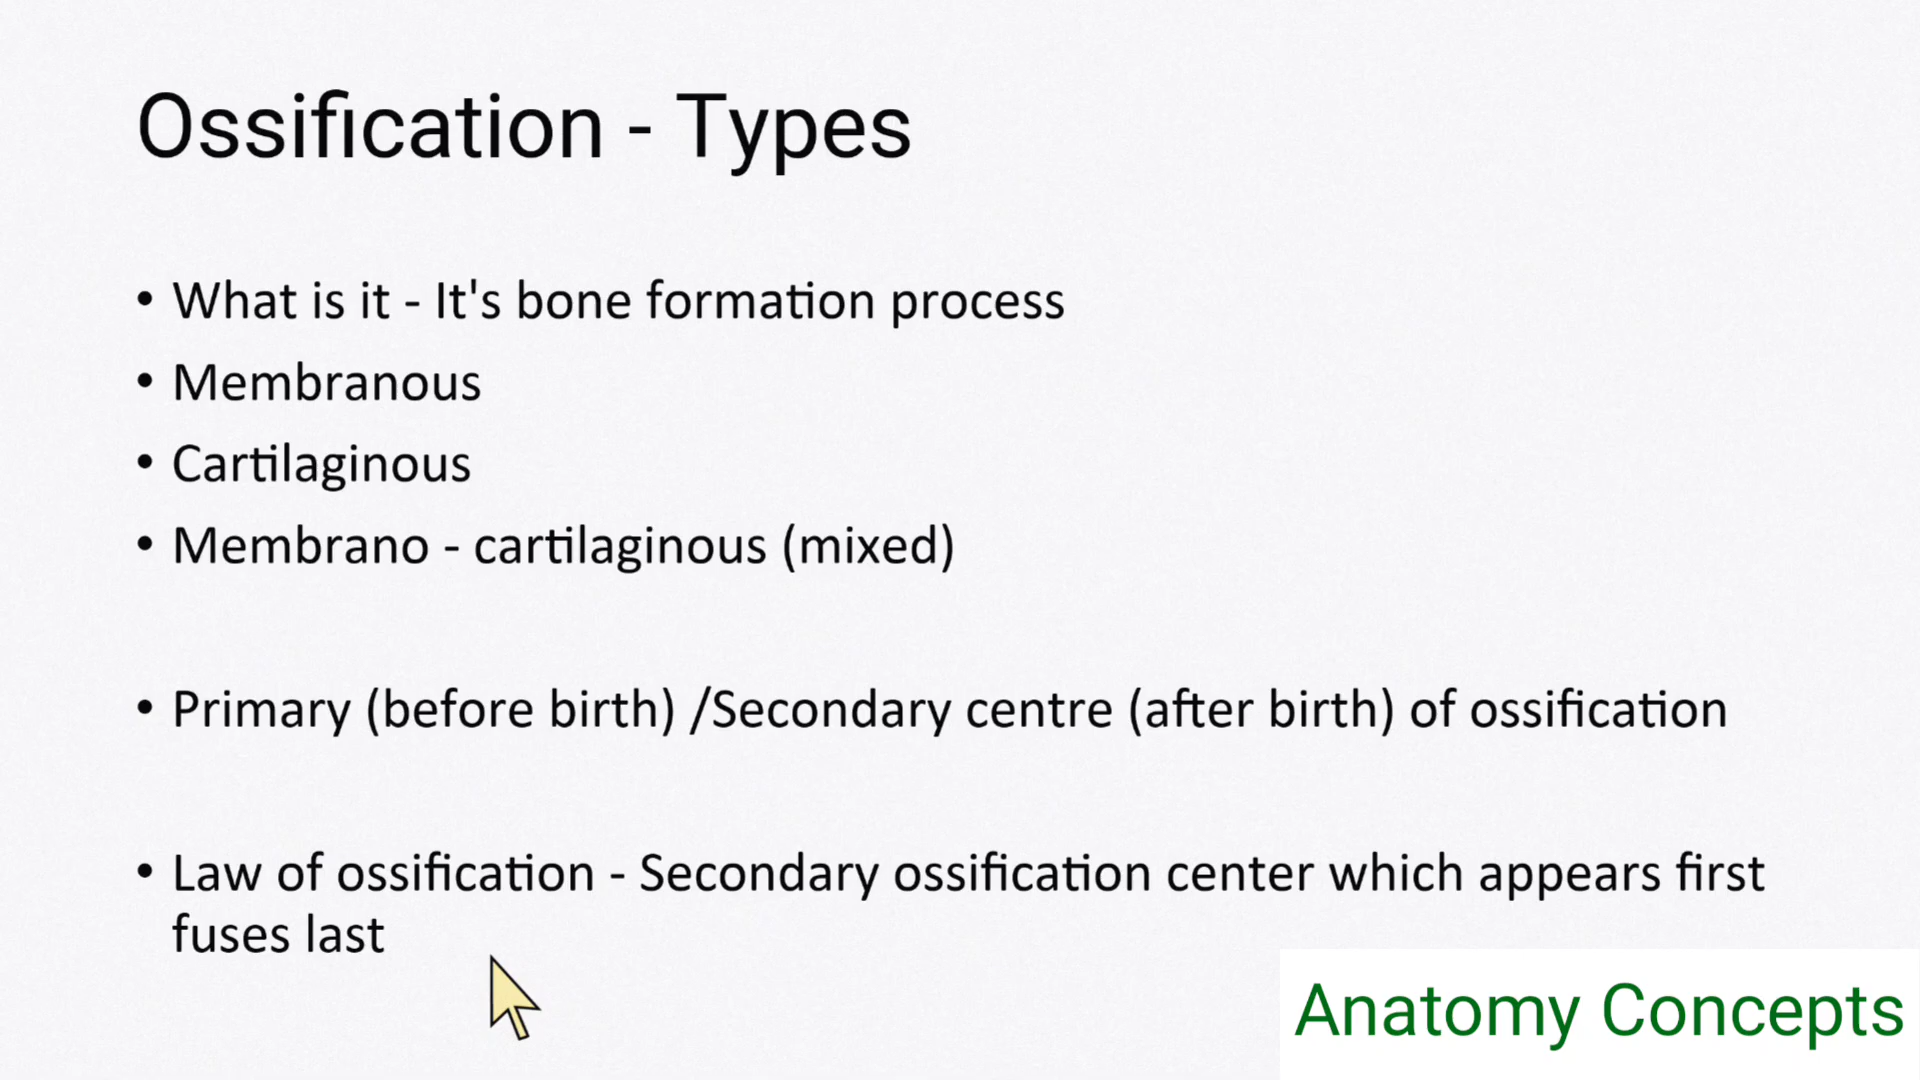 Ossification - Types
• What is it - It's bone formation process
• Membranous
• Cartilaginous
• Membrano - cartilaginous (mixed)
• Primary (before birth) /Secondary centre (after birth) of ossification
• Law of ossification - Secondary ossification center which appears first
fuses last
Anatomy Concepts